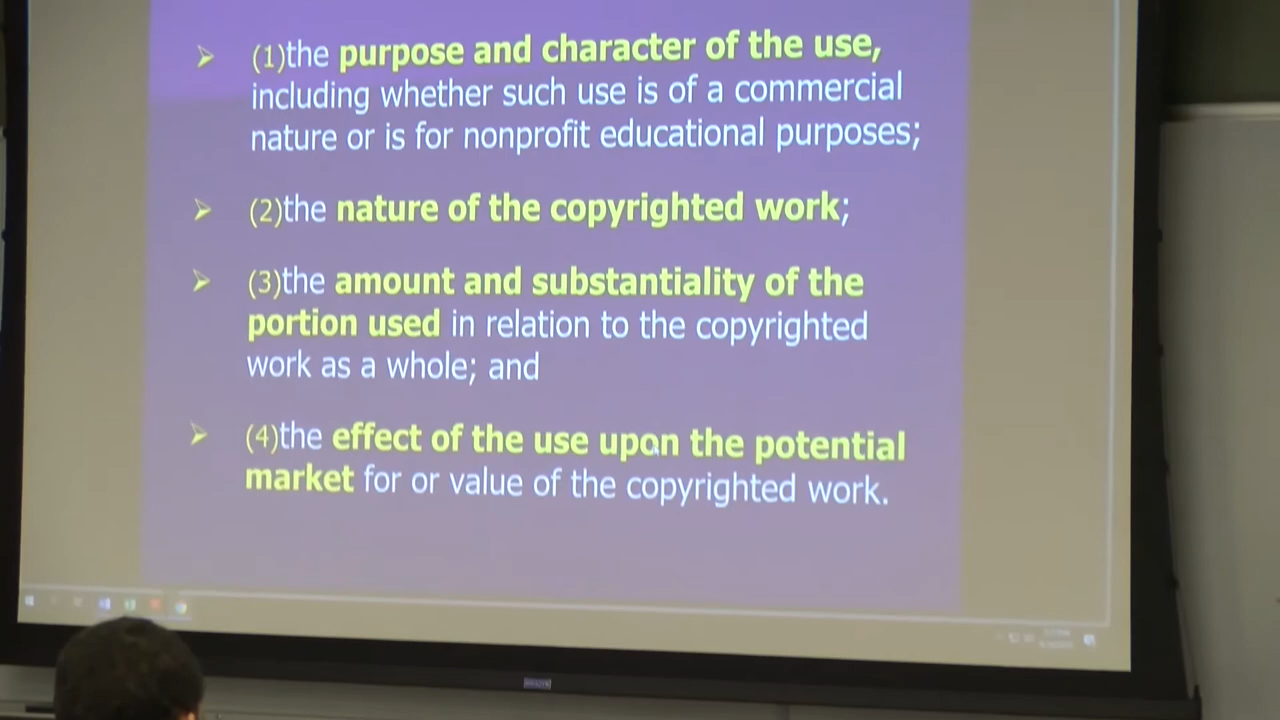 (1)the purpose and character of the use,
including whether such use is of a commercial
nature or is for nonprofit educational purposes;
(2)the nature of the copyrighted work;
(3)the amount and substantiality of the
portion used in relation to the copyrighted
work as a whole; and
(4)the effect of the use upon the potential
market for or value of the copyrighted work.